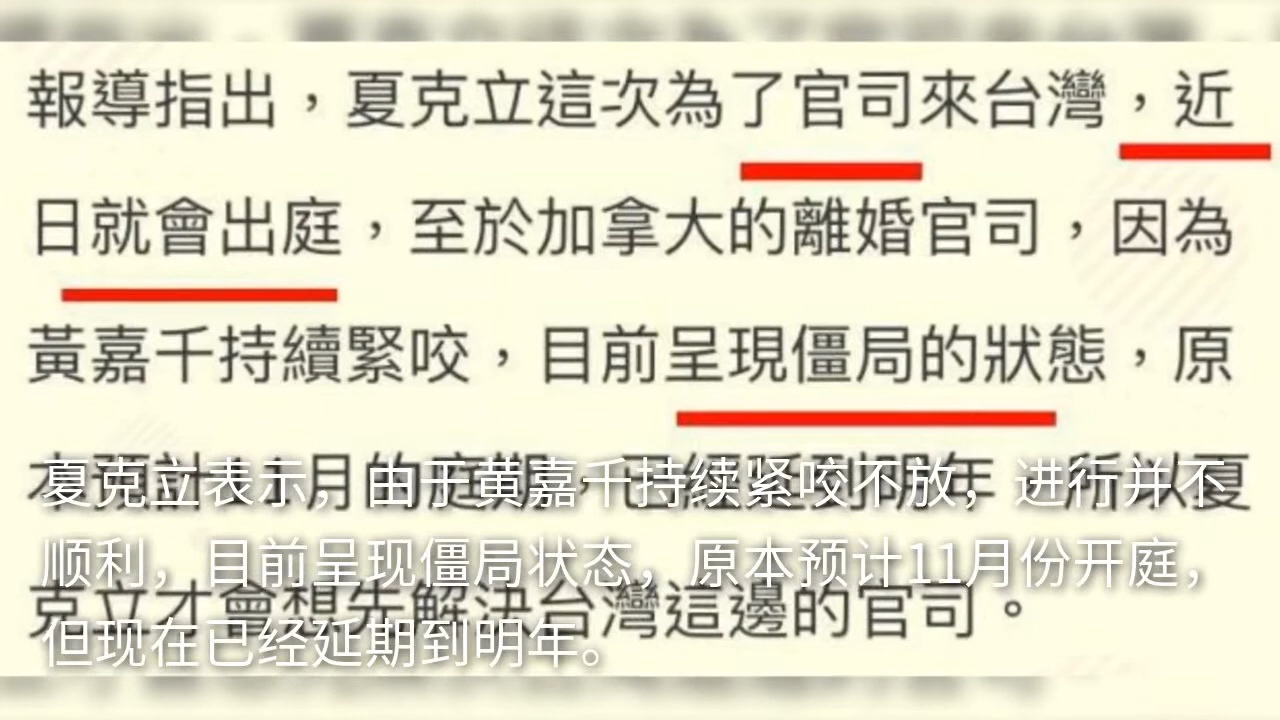 報導指出，夏克立這次為了官司來台灣，近
日就會出庭，至於加拿大的離婚官司，因為
黃嘉千持續緊咬，目前呈現僵局的狀態，原
夏克立表示，由于黄嘉千持续紧咬不放，进行并不
顺利，目前呈现僵局状态，原本预计11月份开庭，
克立才會想先解決台灣這邊的官司。
但现在已经延期到明年。